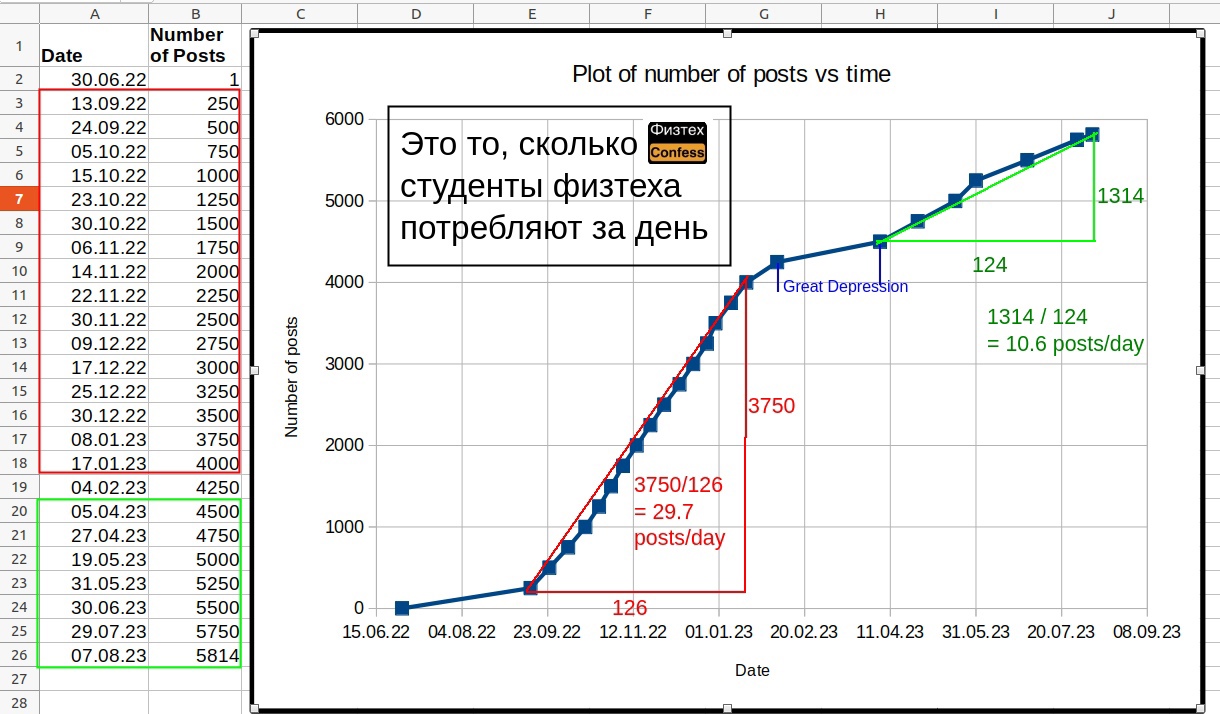 A B C D E F G H I J
1 Date Number
of Posts
2 30.06.22 1
3 13.09.22 250
4 24.09.22 500
5 05.10.22 750
6 15.10.22 1000
7 23.10.22 1250
8 30.10.22 1500
9 06.11.22 1750
10 14.11.22 2000
11 22.11.22 2250
12 30.11.22 2500
13 09.12.22 2750
14 17.12.22 3000
15 25.12.22 3250
16 30.12.22 3500
17 08.01.23 3750
18 17.01.23 4000
19 04.02.23 4250
20 05.04.23 4500
21 27.04.23 4750
22 19.05.23 5000
23 31.05.23 5250
24 30.06.23 5500
25 29.07.23 5750
26 07.08.23 5814
27
28
Plot of number of posts vs time
Это то, сколько Физтех Confess
студенты физтеха
потребляют за день
6000
5000
4000
3000
2000
1000
0
Number of posts
1314
124
Great Depression
1314 / 124
= 10.6 posts/day
3750
3750/126
= 29.7
posts/day
126
15.06.22 04.08.22 23.09.22 12.11.22 01.01.23 20.02.23 11.04.23 31.05.23 20.07.23 08.09.23
Date